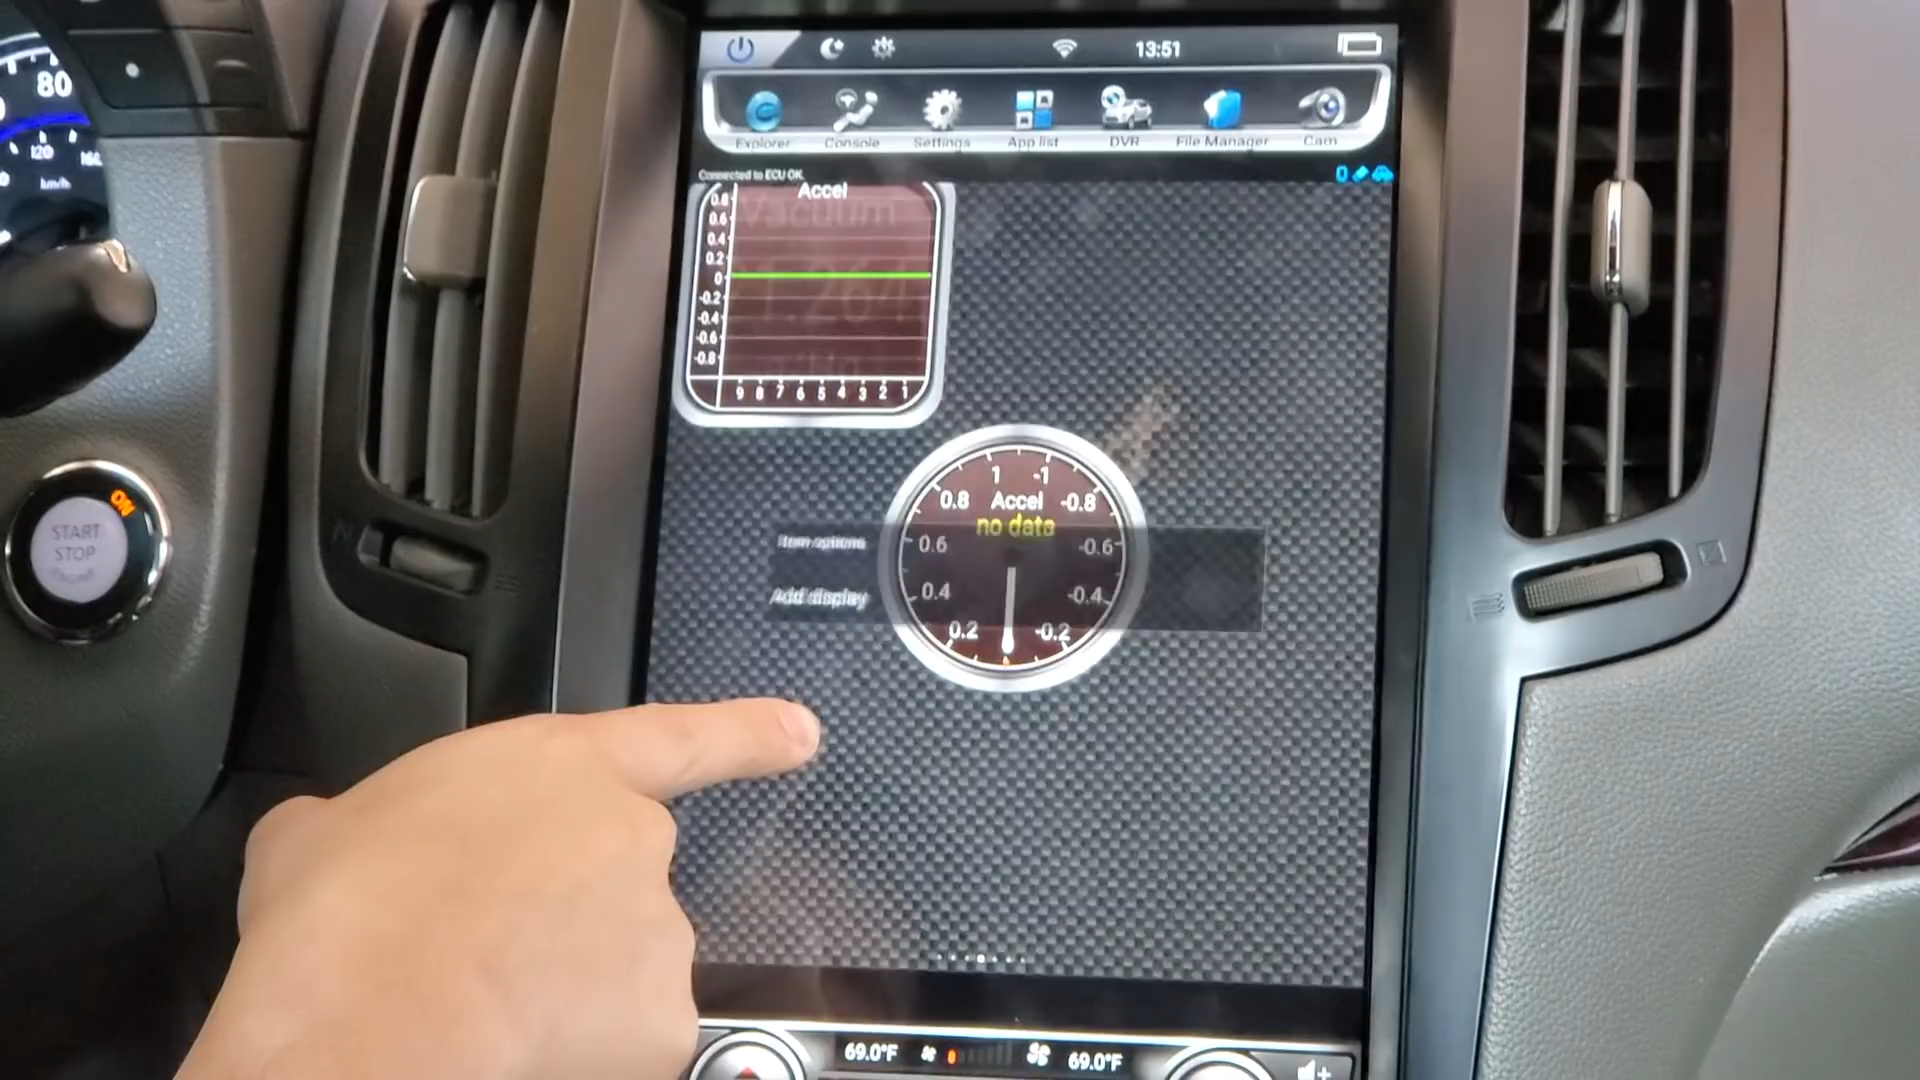 80
120
160
km/h
13:51
Explorer
Console
Settings
App list
DVR
File Manager
Cam
Connected to ECU OK.
Accel
Vacuum
0.8
0.6
0.4
0.2
0
-0.2
-0.4
-0.6
-0.8
9 8 7 6 5 4 3 2 1
1 -1
0.8 Accel -0.8
no data
0.6 -0.6
0.4 -0.4
0.2 -0.2
Item options
Add display
ON
START
STOP
69.0°F
69.0°F